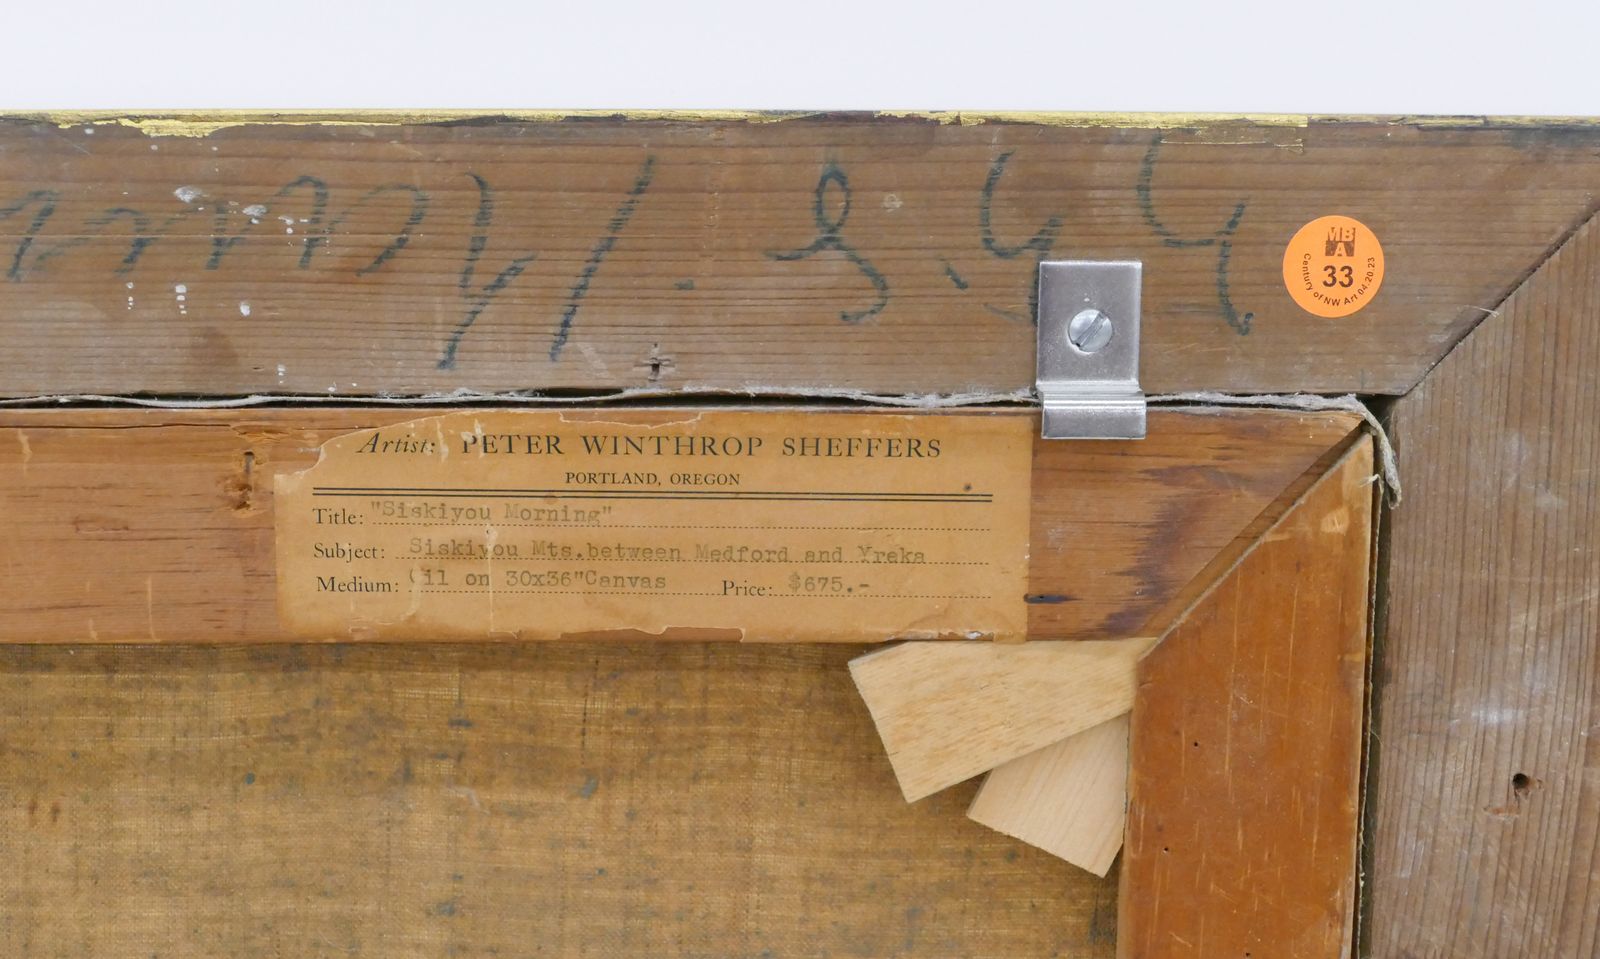 MB
A
Century of NW Art 04.20.23
33
Artist: PETER WINTHROP SHEFFERS
PORTLAND, OREGON
Title: "Siskiyou Morning"
Subject: Siskiyou Mts.between Medford and Yreka
Medium: Oil on 30x36"Canvas Price: $675.-